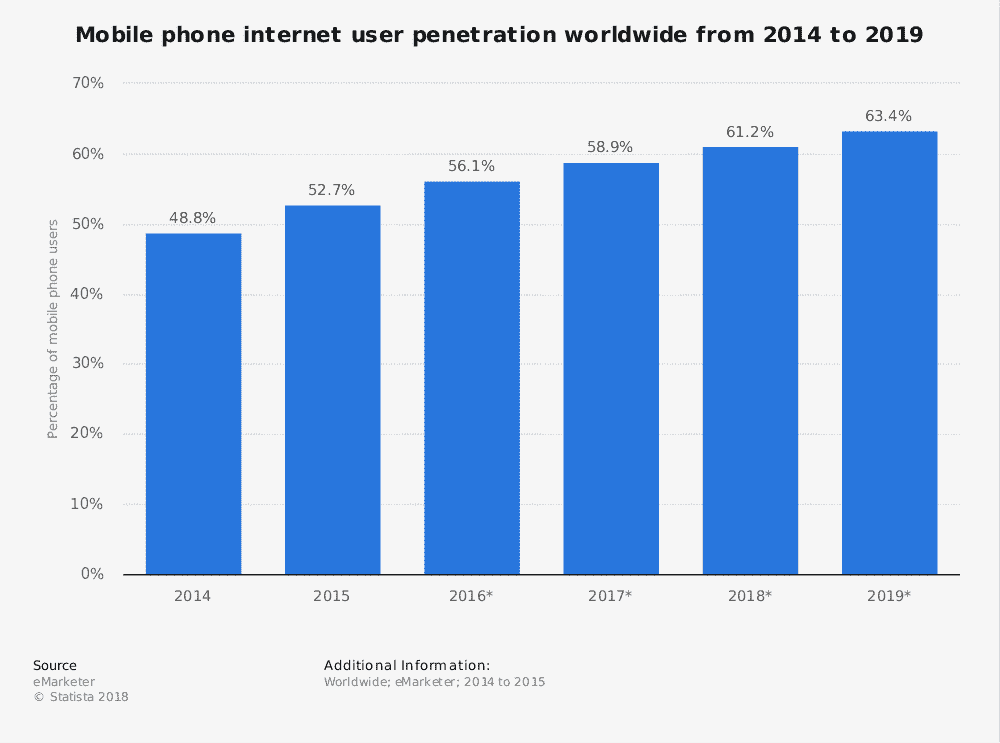 Mobile phone internet user penetration worldwide from 2014 to 2019
70%
60%
50%
40%
30%
20%
10%
0%
Percentage of mobile phone users
48.8%
52.7%
56.1%
58.9%
61.2%
63.4%
2014
2015
2016*
2017*
2018*
2019*
Source
eMarketer
© Statista 2018
Additional Information:
Worldwide; eMarketer; 2014 to 2015